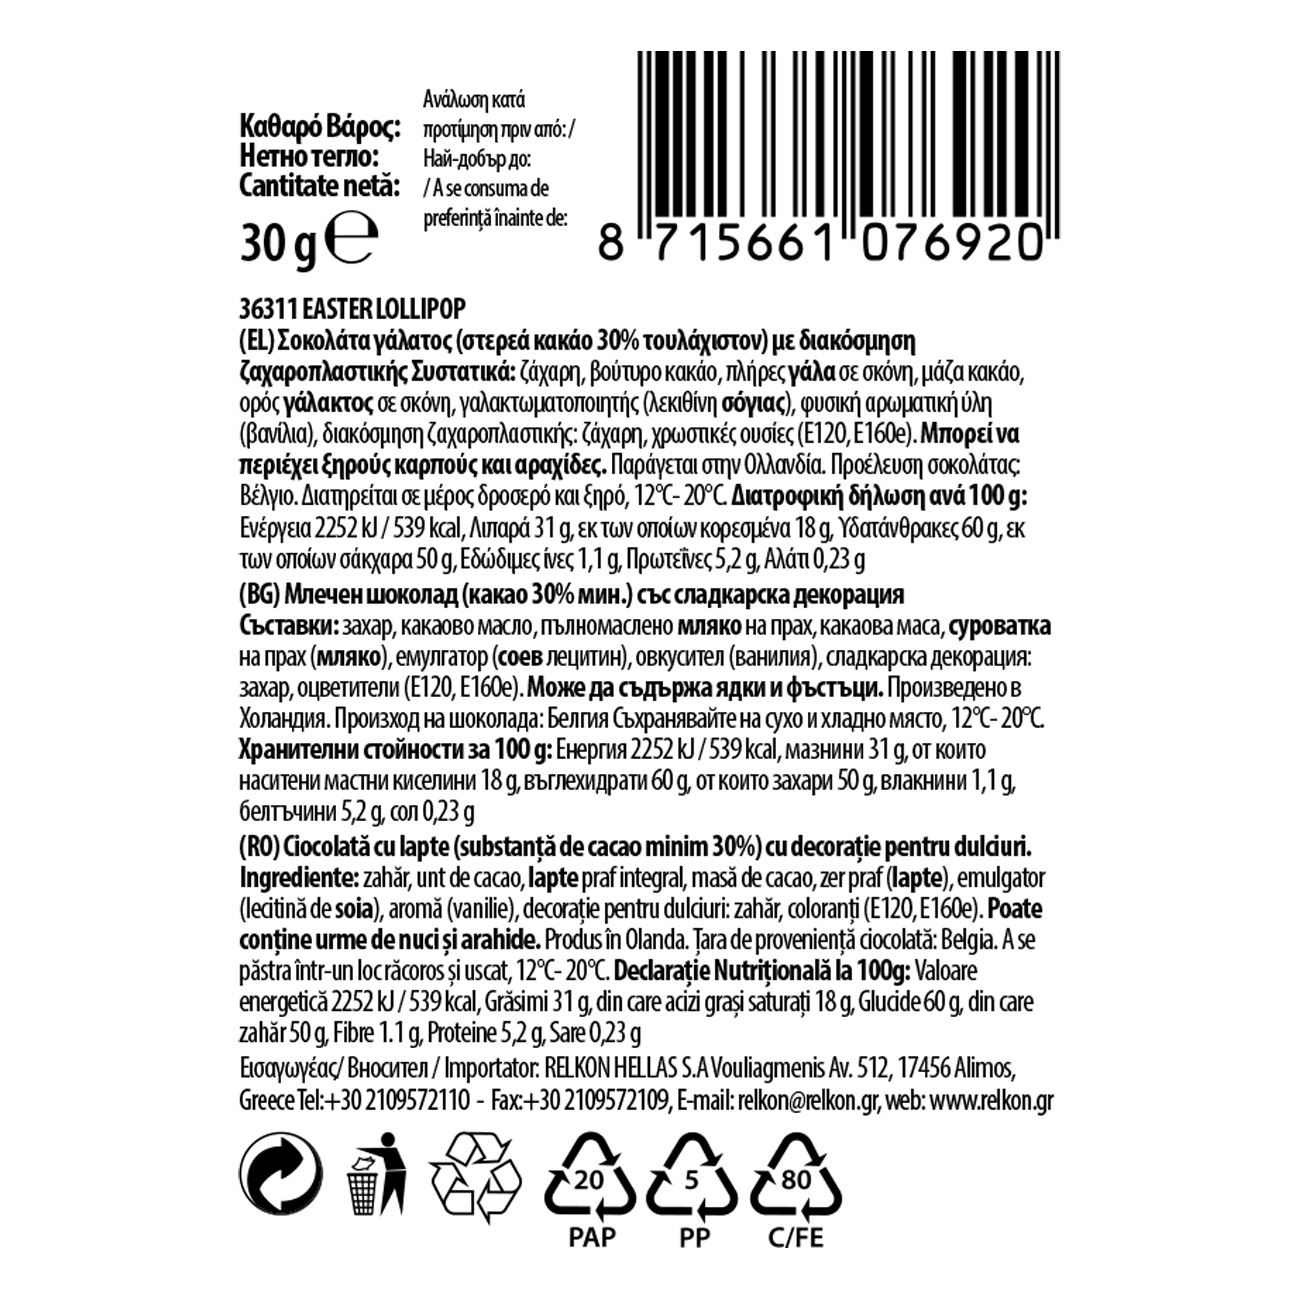 Καθαρό Βάρος:
Нетно тегло:
Cantitate netă:
30 g ℮
Ανάλωση κατά
προτίμηση πριν από: /
Най-добър до:
/ A se consuma de
preferință înainte de:
8 715661 076920
36311 EASTER LOLLIPOP
(EL) Σοκολάτα γάλατος (στερεά κακάο 30% τουλάχιστον) με διακόσμηση
ζαχαροπλαστικής Συστατικά: ζάχαρη, βούτυρο κακάο, πλήρες γάλα σε σκόνη, μάζα κακάο,
ορός γάλακτος σε σκόνη, γαλακτωματοποιητής (λεκιθίνη σόγιας), φυσική αρωματική ύλη
(βανίλια), διακόσμηση ζαχαροπλαστικής: ζάχαρη, χρωστικές ουσίες (E120, E160e). Μπορεί να
περιέχει ξηρούς καρπούς και αραχίδες. Παράγεται στην Ολλανδία. Προέλευση σοκολάτας:
Βέλγιο. Διατηρείται σε μέρος δροσερό και ξηρό, 12°C- 20°C. Διατροφική δήλωση ανά 100 g:
Ενέργεια 2252 kJ / 539 kcal, Λιπαρά 31 g, εκ των οποίων κορεσμένα 18 g, Υδατάνθρακες 60 g, εκ
των οποίων σάκχαρα 50 g, Εδώδιμες ίνες 1,1 g, Πρωτεΐνες 5,2 g, Αλάτι 0,23 g
(BG) Млечен шоколад (какао 30% мин.) със сладкарска декорация
Съставки: захар, какаово масло, пълномаслено мляко на прах, какаова маса, суроватка
на прах (мляко), емулгатор (соев лецитин), овкусител (ванилия), сладкарска декорация:
захар, оцветители (E120, E160e). Може да съдържа ядки и фъстъци. Произведено в
Холандия. Произход на шоколада: Белгия Съхранявайте на сухо и хладно място, 12°C- 20°C.
Хранителни стойности за 100 g: Енергия 2252 kJ / 539 kcal, мазнини 31 g, от които
наситени мастни киселини 18 g, въглехидрати 60 g, от които захари 50 g, влакнини 1,1 g,
белтъчини 5,2 g, сол 0,23 g
(RO) Ciocolată cu lapte (substanță de cacao minim 30%) cu decorație pentru dulciuri.
Ingrediente: zahăr, unt de cacao, lapte praf integral, masă de cacao, zer praf (lapte), emulgator
(lecitină de soia), aromă (vanilie), decorație pentru dulciuri: zahăr, coloranți (E120, E160e). Poate
conține urme de nuci și arahide. Produs în Olanda. Țara de proveniență ciocolată: Belgia. A se
păstra într-un loc răcoros și uscat, 12°C- 20°C. Declarație Nutrițională la 100g: Valoare
energetică 2252 kJ / 539 kcal, Grăsimi 31 g, din care acizi grași saturați 18 g, Glucide 60 g, din care
zahăr 50 g, Fibre 1.1 g, Proteine 5,2 g, Sare 0,23 g
Εισαγωγέας/ Вносител / Importator: RELKON HELLAS S.A Vouliagmenis Av. 512, 17456 Alimos,
Greece Tel:+30 2109572110 - Fax:+30 2109572109, E-mail: relkon@relkon.gr, web: www.relkon.gr
20 5 80
PAP PP C/FE